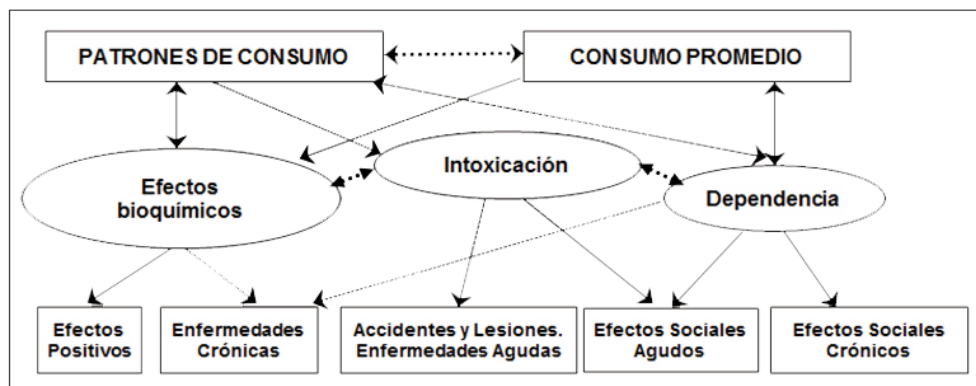 PATRONES DE CONSUMO
CONSUMO PROMEDIO
Efectos
bioquímicos
Intoxicación
Dependencia
Efectos
Positivos
Enfermedades
Crónicas
Accidentes y Lesiones.
Enfermedades Agudas
Efectos Sociales
Agudos
Efectos Sociales
Crónicos